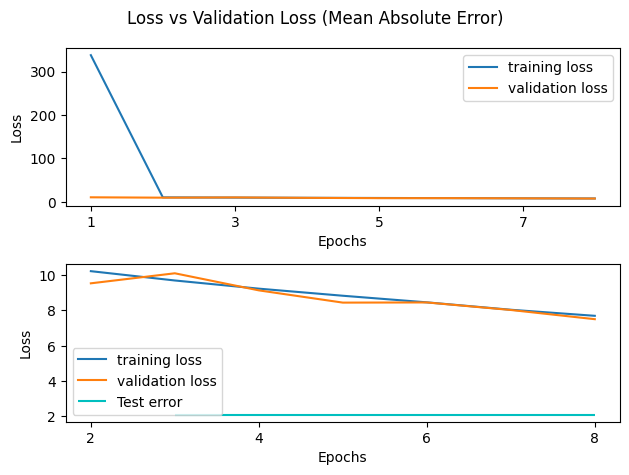 Loss vs Validation Loss (Mean Absolute Error)
300
200
100
0
Loss
training loss
validation loss
1 3 5 7
Epochs
10
8
6
4
2
Loss
training loss
validation loss
Test error
2 4 6 8
Epochs